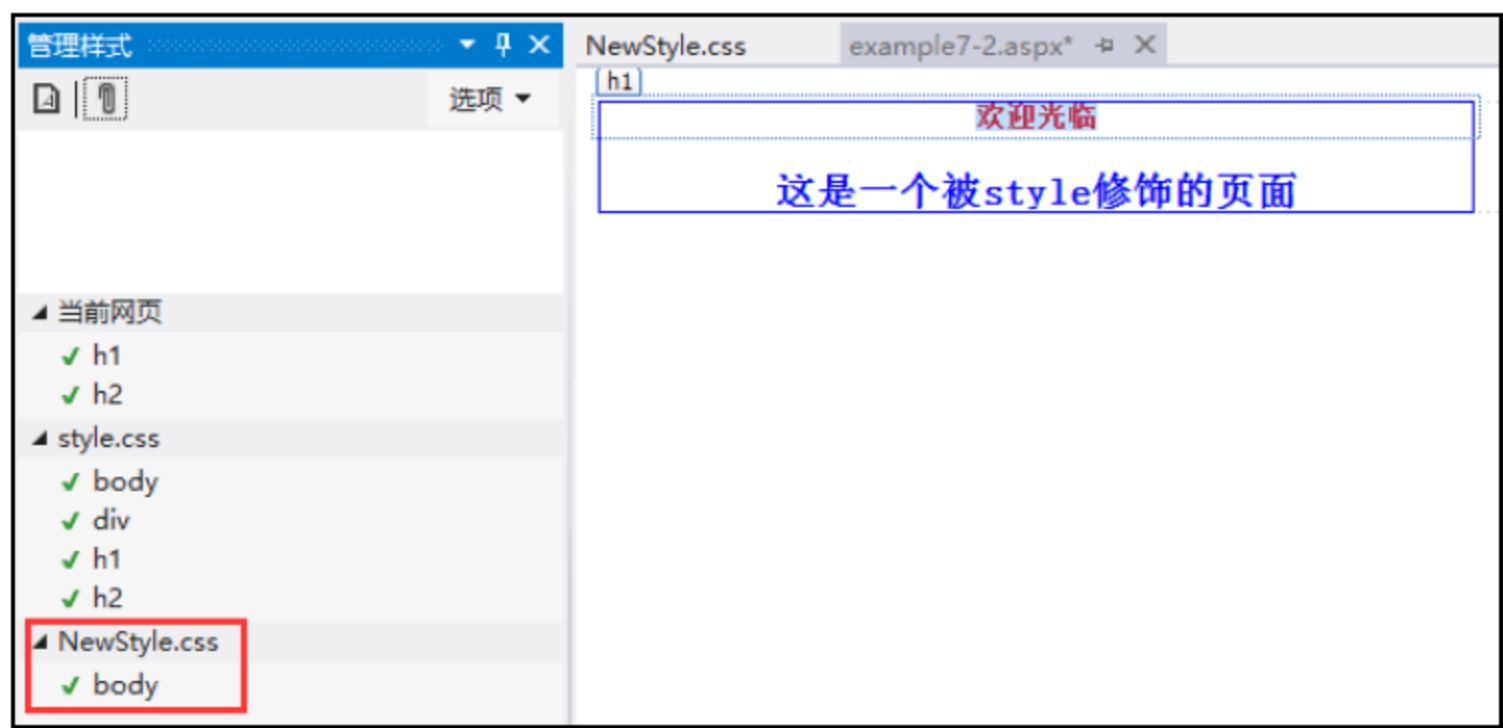 管理样式
选项
当前网页
h1
h2
style.css
body
div
h1
h2
NewStyle.css
body
NewStyle.css example7-2.aspx*
h1
欢迎光临
这是一个被style修饰的页面